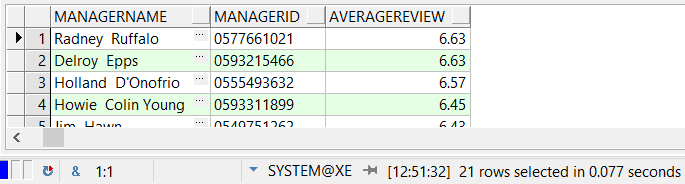 MANAGERNAME MANAGERID AVERAGEREVIEW
1 Radney Ruffalo ... 0577661021 6.63
2 Delroy Epps ... 0593215466 6.63
3 Holland D'Onofrio ... 0555493632 6.57
4 Howie Colin Young ... 0593311899 6.45
5 Jim Hawn ... 0549751262 6.43
& 1:1 SYSTEM@XE [12:51:32] 21 rows selected in 0.077 seconds